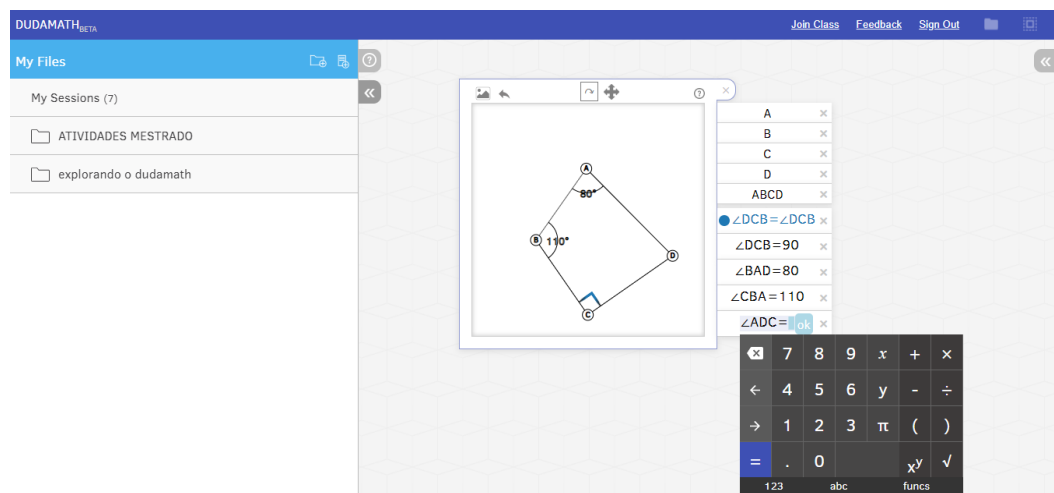 DUDAMATH BETA
Join Class Feedback Sign Out
My Files
My Sessions (7)
ATIVIDADES MESTRADO
explorando o dudamath
A
B
C
D
ABCD
∠DCB=∠DCB
∠DCB=90
∠BAD=80
∠CBA=110
∠ADC= ok
A
80°
B 110°
D
C
7 8 9 x + ×
← 4 5 6 y - ÷
→ 1 2 3 π ( )
= . 0 xʸ √
123 abc funcs